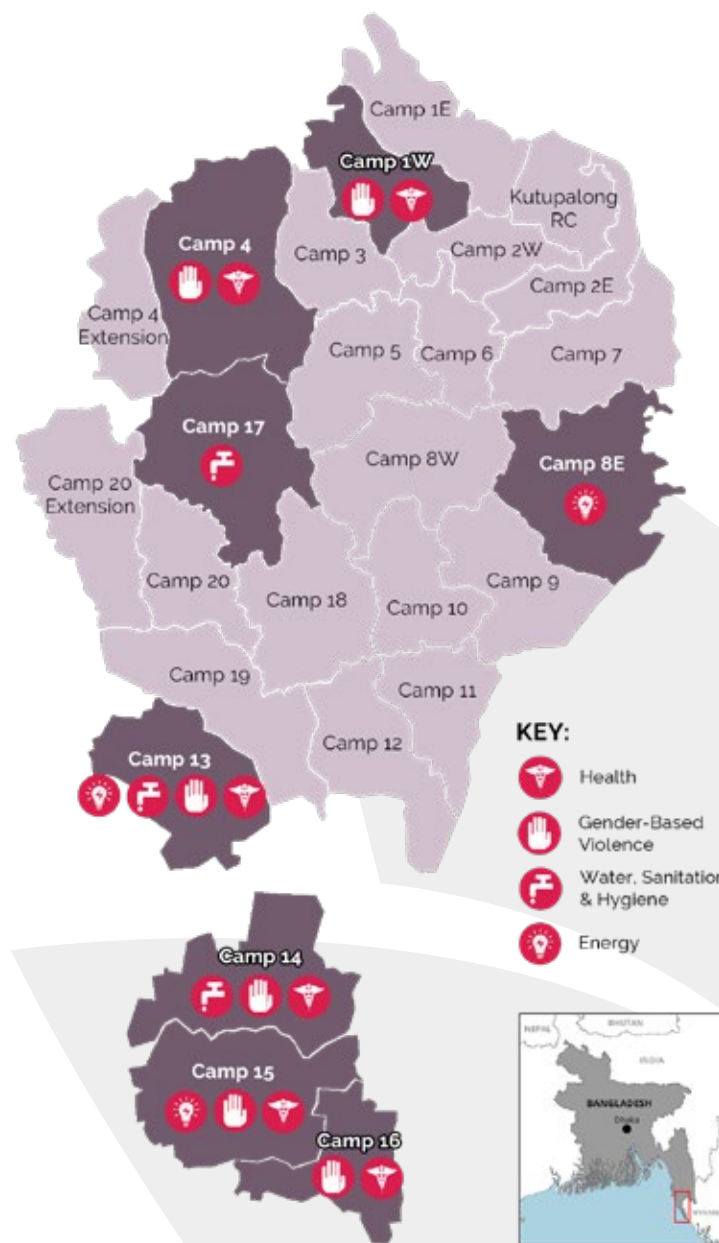 Camp 1E
Camp 1W
Kutupalong
RC
Camp 4
Camp 3
Camp 2W
Camp 2E
Camp 4
Extension
Camp 5
Camp 6
Camp 7
Camp 17
Camp 8W
Camp 8E
Camp 20
Extension
Camp 20
Camp 18
Camp 10
Camp 9
Camp 19
Camp 11
Camp 12
Camp 13
KEY:
Health
Gender-Based
Violence
Water, Sanitation
& Hygiene
Energy
Camp 14
Camp 15
Camp 16
NEPAL
BHUTAN
INDIA
BANGLADESH
Dhaka